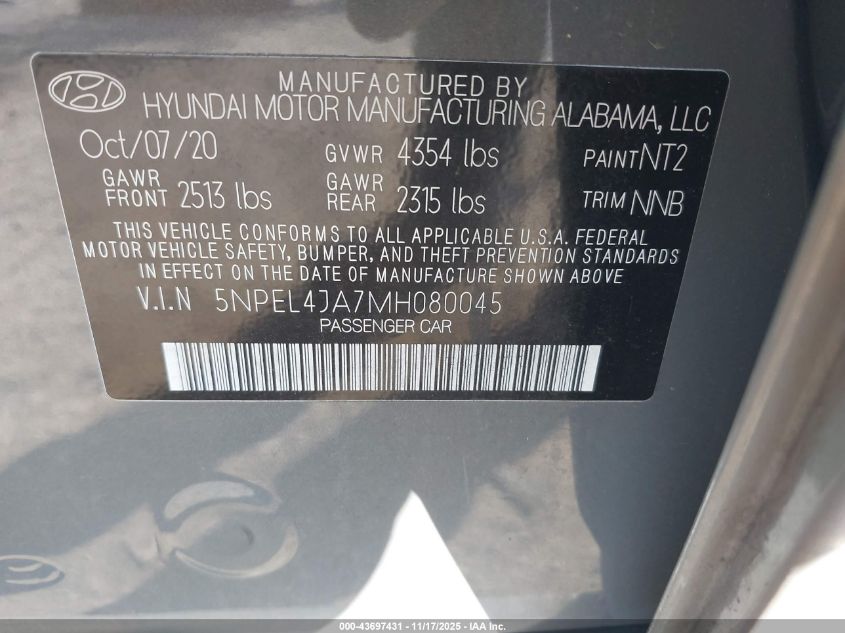 MANUFACTURED BY
HYUNDAI MOTOR MANUFACTURING ALABAMA, LLC
Oct/07/20 GVWR 4354 lbs PAINT NT2
GAWR FRONT 2513 lbs GAWR REAR 2315 lbs TRIM NNB
THIS VEHICLE CONFORMS TO ALL APPLICABLE U.S.A. FEDERAL
MOTOR VEHICLE SAFETY, BUMPER, AND THEFT PREVENTION STANDARDS
IN EFFECT ON THE DATE OF MANUFACTURE SHOWN ABOVE
V.I.N 5NPEL4JA7MH080045
PASSENGER CAR
000-43697431 - 11/17/2025 - IAA Inc.